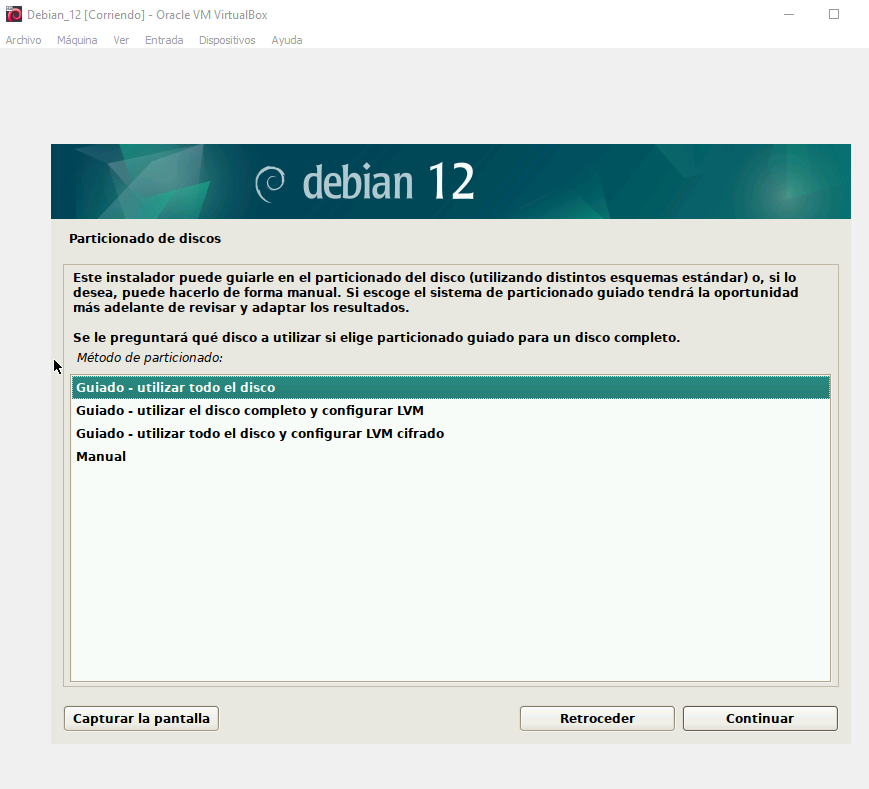 Debian_12 [Corriendo] - Oracle VM VirtualBox
Archivo Máquina Ver Entrada Dispositivos Ayuda
debian 12
Particionado de discos
Este instalador puede guiarle en el particionado del disco (utilizando distintos esquemas estándar) o, si lo
desea, puede hacerlo de forma manual. Si escoge el sistema de particionado guiado tendrá la oportunidad
más adelante de revisar y adaptar los resultados.
Se le preguntará qué disco a utilizar si elige particionado guiado para un disco completo.
Método de particionado:
Guiado - utilizar todo el disco
Guiado - utilizar el disco completo y configurar LVM
Guiado - utilizar todo el disco y configurar LVM cifrado
Manual
Capturar la pantalla Retroceder Continuar